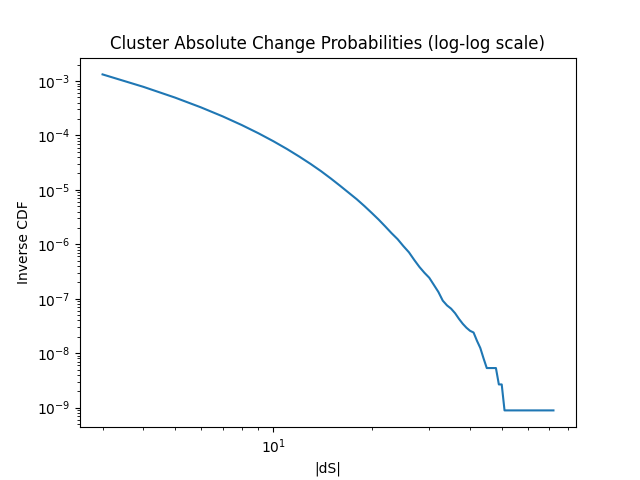 Cluster Absolute Change Probabilities (log-log scale)
Inverse CDF
10⁻³
10⁻⁴
10⁻⁵
10⁻⁶
10⁻⁷
10⁻⁸
10⁻⁹
10¹
|dS|